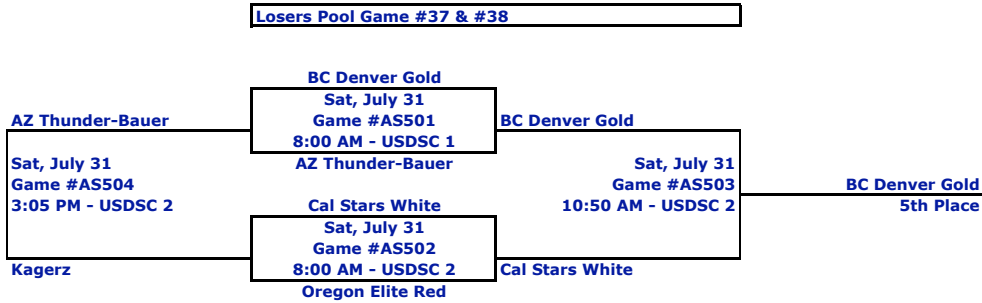 Losers Pool Game #37 & #38
BC Denver Gold
Sat, July 31
AZ Thunder-Bauer
Game #AS501
BC Denver Gold
8:00 AM - USDSC 1
Sat, July 31
AZ Thunder-Bauer
Sat, July 31
Game #AS504
Game #AS503
BC Denver Gold
3:05 PM - USDSC 2
Cal Stars White
10:50 AM - USDSC 2
5th Place
Sat, July 31
Game #AS502
Kagerz
8:00 AM - USDSC 2
Cal Stars White
Oregon Elite Red